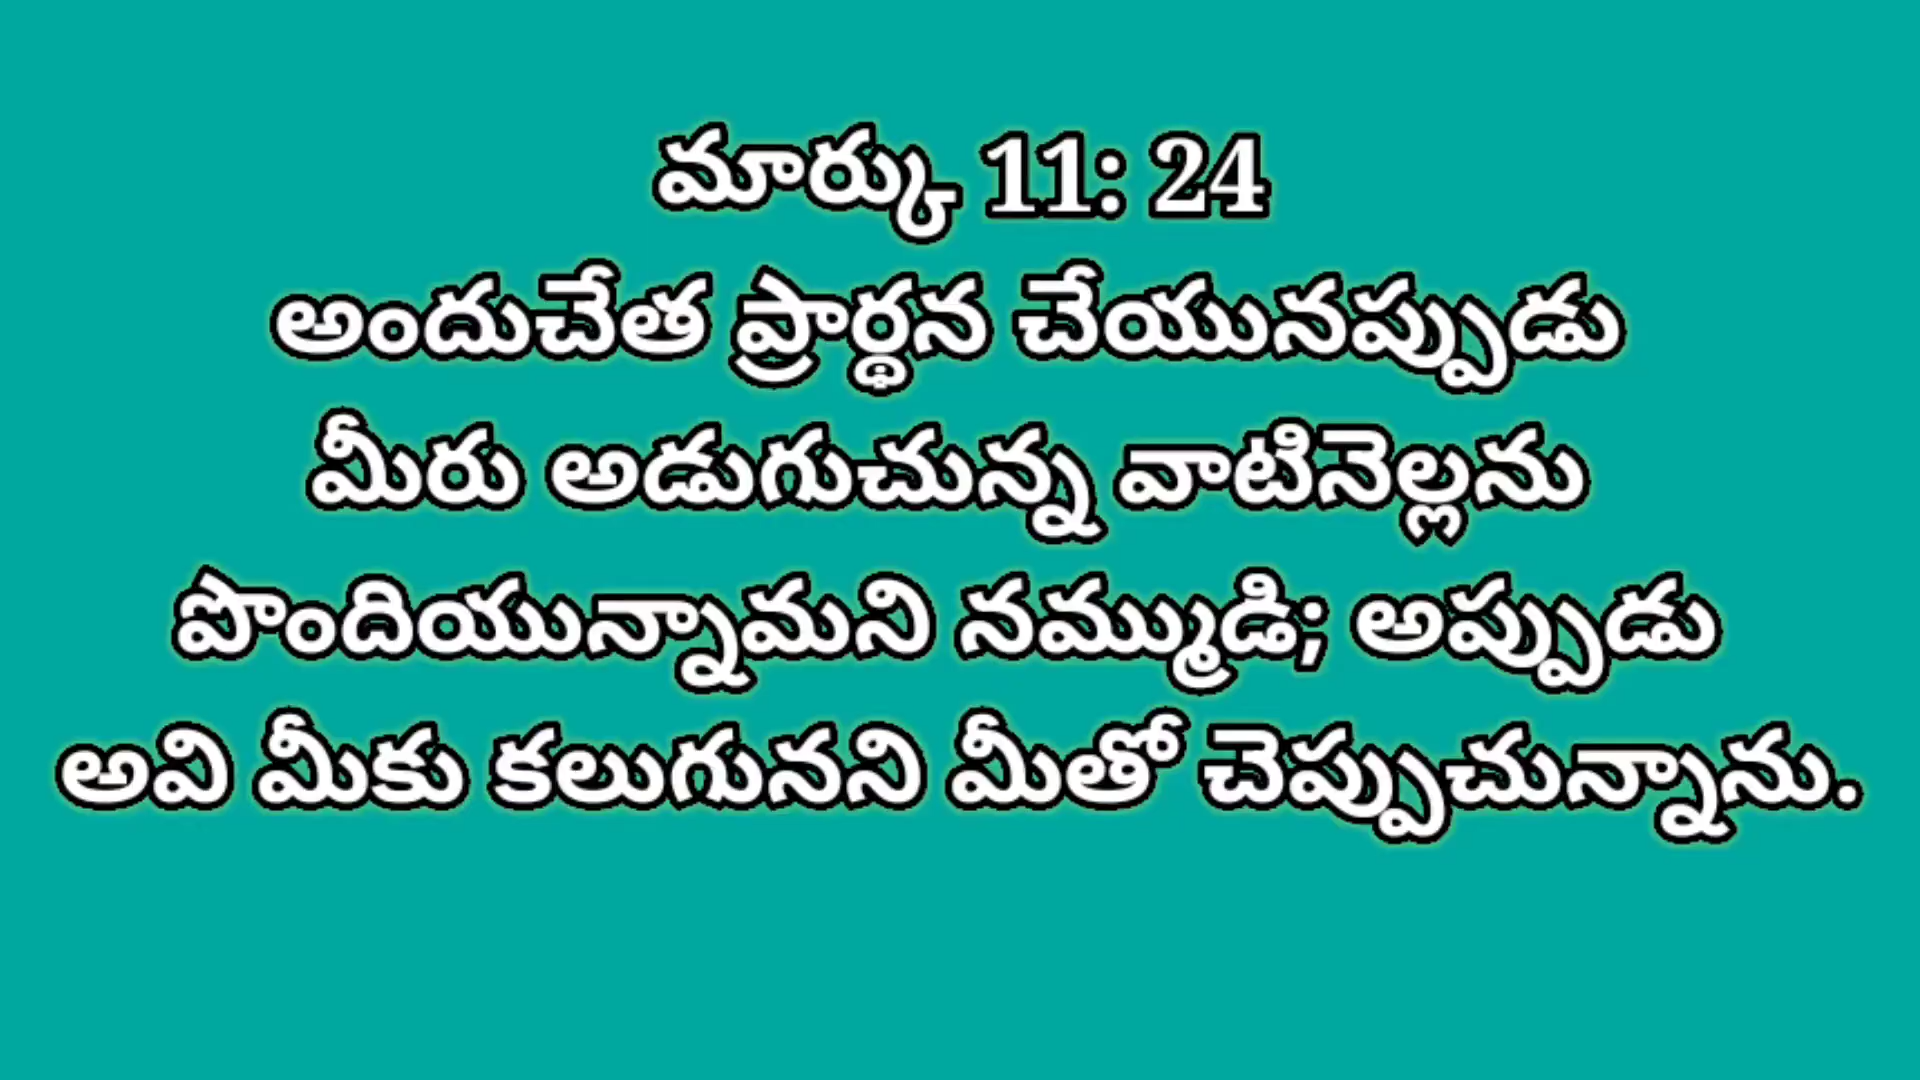 మార్కు 11: 24
అందుచేత ప్రార్థన చేయునప్పుడు
మీరు అడుగుచున్న వాటినెల్లను
పొందియున్నామని నమ్ముడి; అప్పుడు
అవి మీకు కలుగునని మీతో చెప్పుచున్నాను.